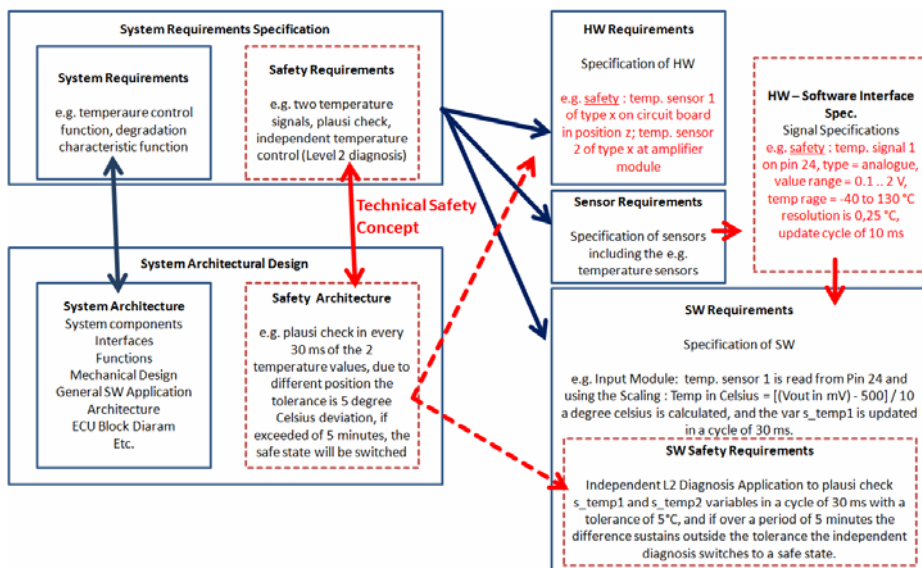 System Requirements Specification
System Requirements
e.g. temperaure control
function, degradation
characteristic function
Safety Requirements
e.g. two temperature
signals, plausi check,
independent temperature
control (Level 2 diagnosis)
Technical Safety
Concept
System Architectural Design
System Architecture
System components
Interfaces
Functions
Mechanical Design
General SW Application
Architecture
ECU Block Diaram
Etc.
Safety Architecture
e.g. plausi check in every
30 ms of the 2
temperature values, due to
different position the
tolerance is 5 degree
Celsius deviation, if
exceeded of 5 minutes, the
safe state will be switched
HW Requirements
Specification of HW
e.g. safety : temp. sensor 1
of type x on circuit board
in position z; temp. sensor
2 of type x at amplifier
module
Sensor Requirements
Specification of sensors
including the e.g.
temperature sensors
HW – Software Interface
Spec.
Signal Specifications
e.g. safety : temp. signal 1
on pin 24, type = analogue,
value range = 0.1 .. 2 V,
temp rage = -40 to 130 °C
resolution is 0,25 °C,
update cycle of 10 ms
SW Requirements
Specification of SW
e.g. Input Module: temp. sensor 1 is read from Pin 24 and
using the Scaling : Temp in Celsius = [(Vout in mV) - 500] / 10
a degree celsius is calculated, and the var s_temp1 is updated
in a cycle of 30 ms.
SW Safety Requirements
Independent L2 Diagnosis Application to plausi check
s_temp1 and s_temp2 variables in a cycle of 30 ms with a
tolerance of 5°C, and if over a period of 5 minutes the
difference sustains outside the tolerance the independent
diagnosis switches to a safe state.